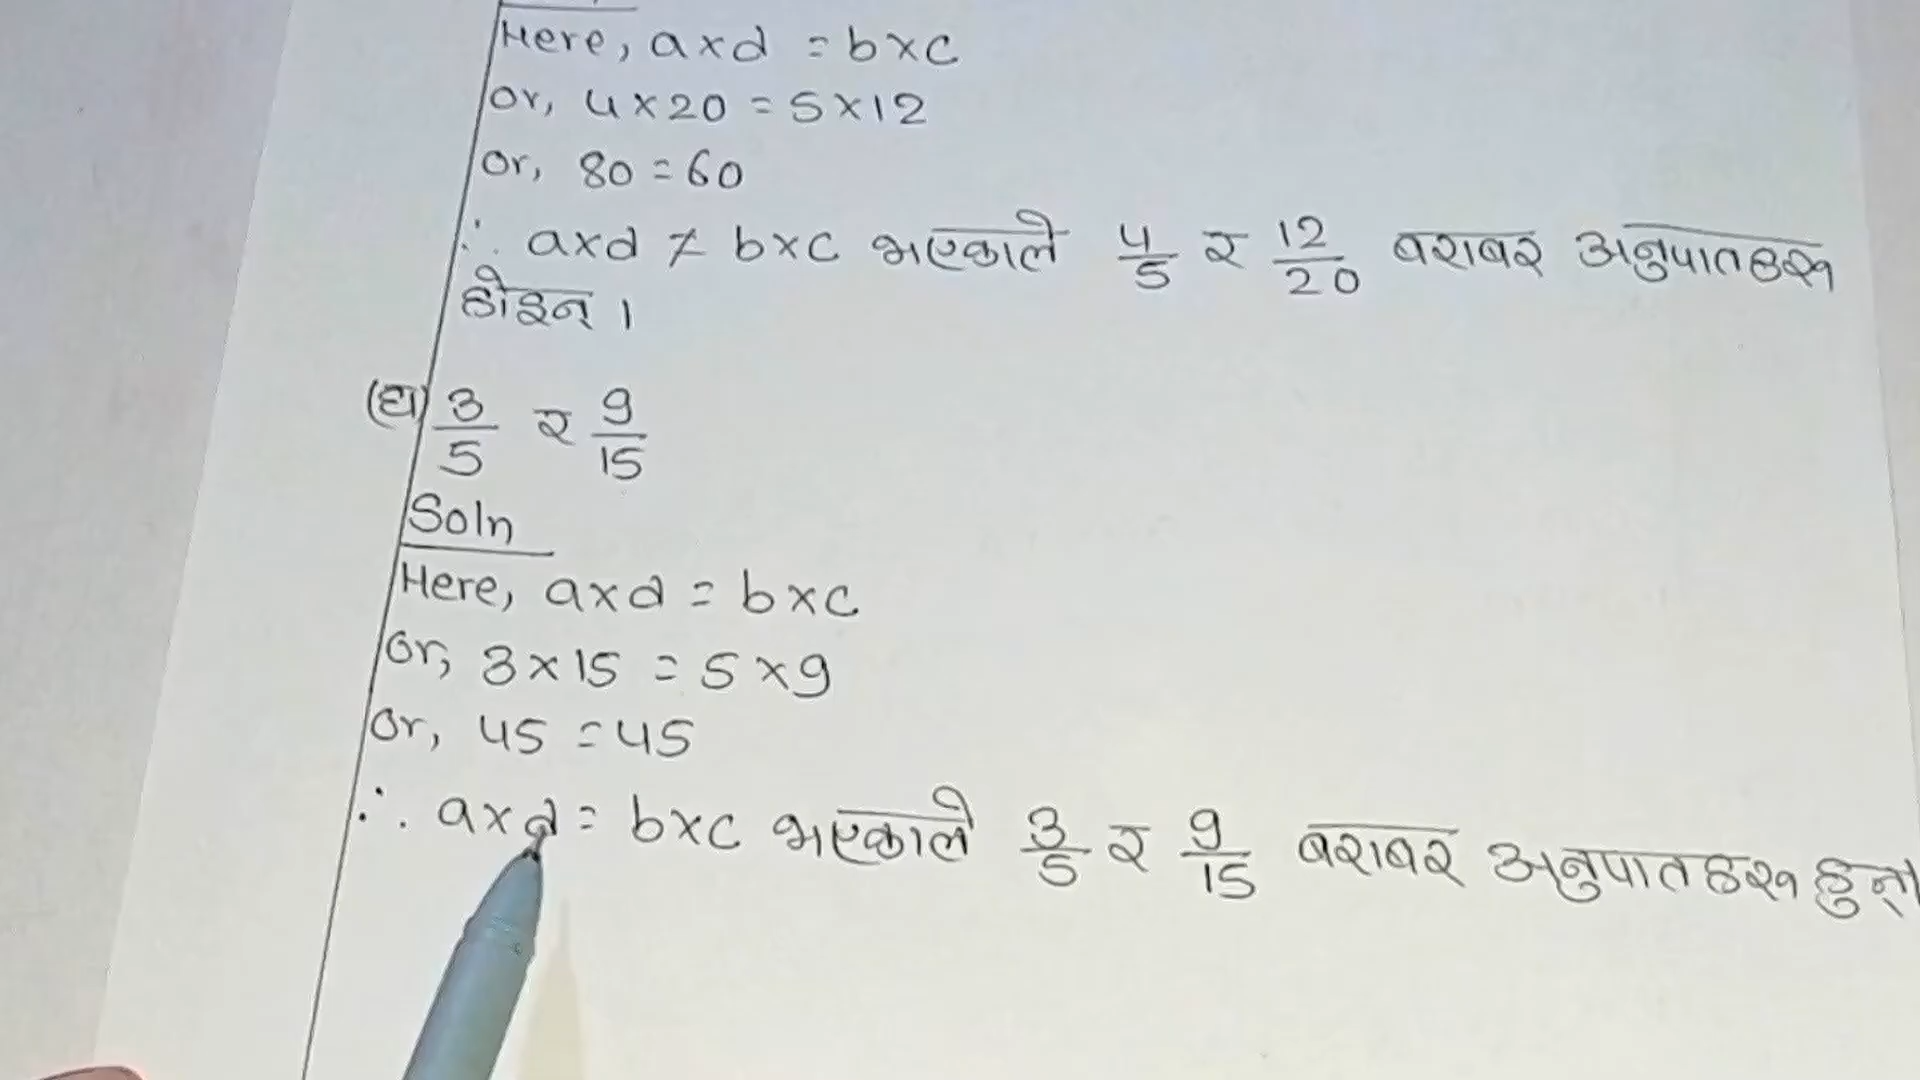 Here, a×d = b×c
or, 4×20 = 5×12
or, 80 = 60
∴ a×d ≠ b×c भएकाले 4/5 र 12/20 बराबर अनुपातहरू
होइन् ।
(घ) 3/5 र 9/15
Soln
Here, a×d = b×c
or, 3×15 = 5×9
or, 45 = 45
∴ a×d = b×c भएकाले 3/5 र 9/15 बराबर अनुपातहरू हुन्।